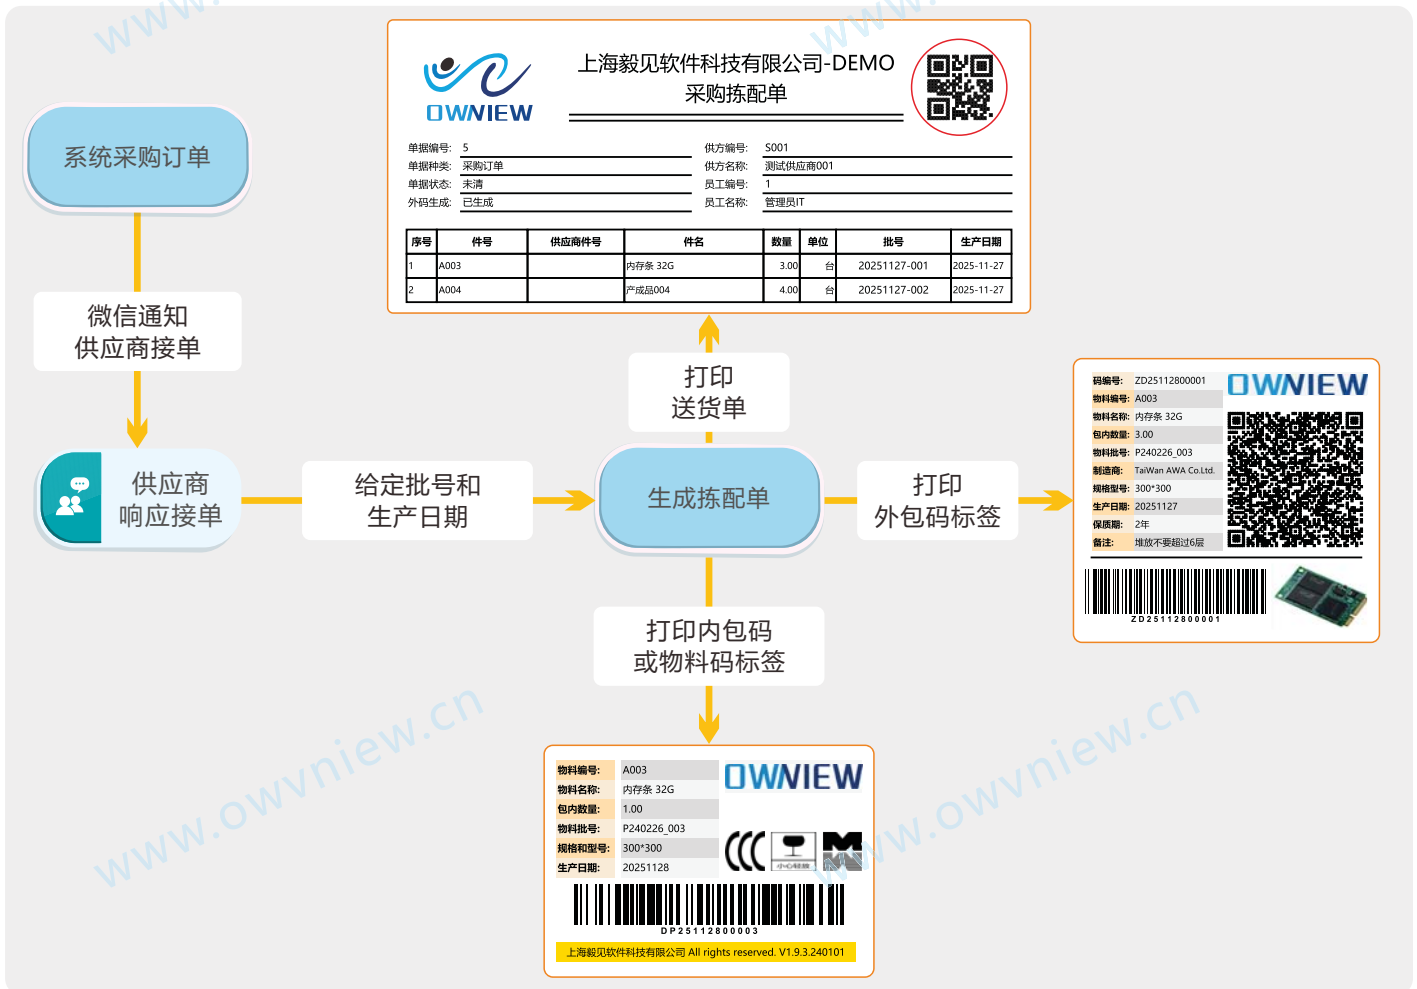 www
www
OWNIEW
上海毅见软件科技有限公司-DEMO
采购拣配单
单据编号: 5
供方编号: S001
单据种类: 采购订单
供方名称: 测试供应商001
单据状态: 未清
员工编号: 1
外码生成: 已生成
员工名称: 管理员IT
序号 件号 供应商件号 件名 数量 单位 批号 生产日期
1 A003 内存条 32G 3.00 台 20251127-001 2025-11-27
2 A004 产成品004 4.00 台 20251127-002 2025-11-27
系统采购订单
微信通知
供应商接单
供应商
响应接单
给定批号和
生产日期
生成拣配单
打印
送货单
打印
外包码标签
打印内包码
或物料码标签
码编号: ZD25112800001
物料编号: A003
物料名称: 内存条 32G
包内数量: 3.00
物料批号: P240226_003
制造商: TaiWan AWA Co.Ltd.
规格型号: 300*300
生产日期: 20251127
保质期: 2年
备注: 堆放不要超过6层
OWNIEW
ZD25112800001
物料编号: A003
物料名称: 内存条 32G
包内数量: 1.00
物料批号: P240226_003
规格和型号: 300*300
生产日期: 20251128
OWNIEW
小心轻放
DP25112800003
上海毅见软件科技有限公司 All rights reserved. V1.9.3.240101
www.owvniew.cn
www.owvniew.cn